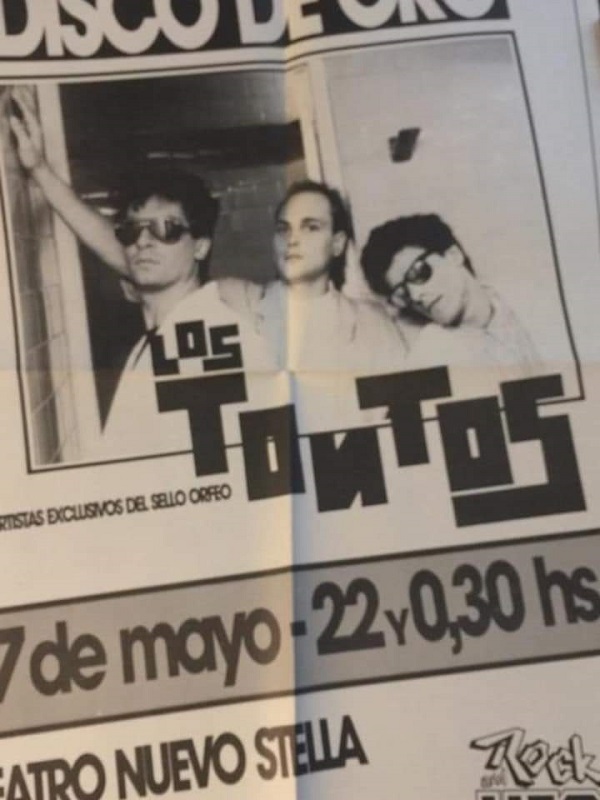 DISCO DE ORO
LOS
TONTOS
RTISTAS EXCLUSIVOS DEL SELLO ORFEO
7 de mayo - 22 Y 0,30 hs
EATRO NUEVO STELLA
Rock